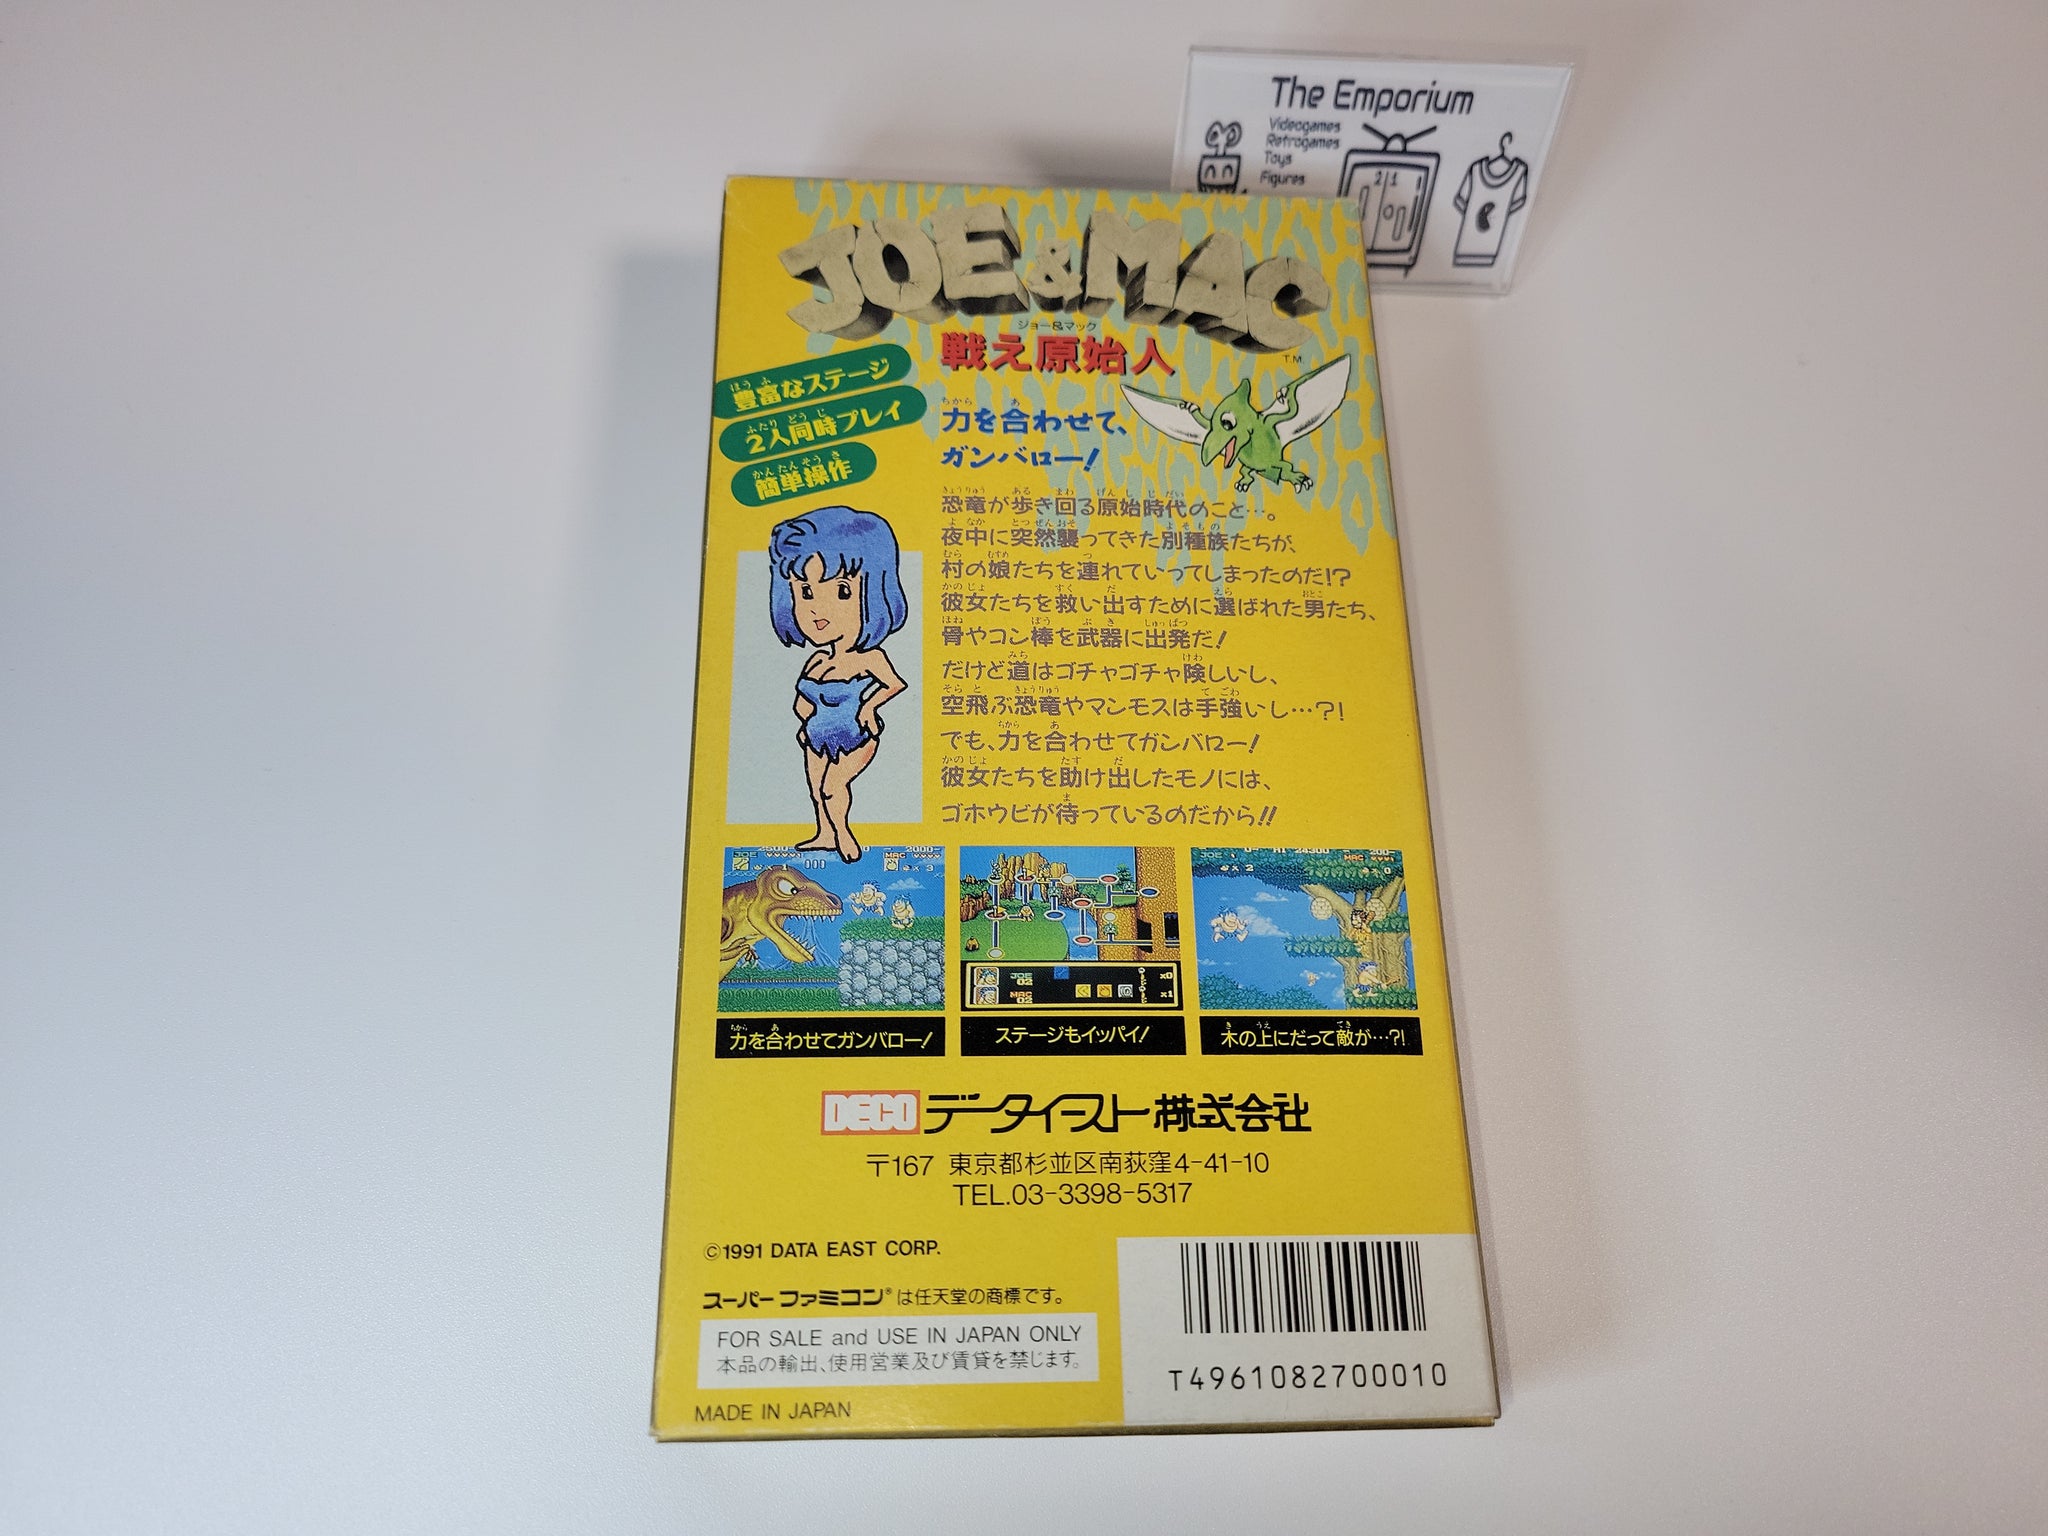 The Emporium
Videogames
Retrogames
Toys
Figures
JOE & MAC
ジョー&マック
T.M.
戦え原始人
豊富なステージ
2人同時プレイ
簡単操作
力を合わせて、
ガンバロー!
恐竜が歩き回る原始時代のこと…。
夜中に突然襲ってきた別種族たちが、
村の娘たちを連れていってしまったのだ!?
彼女たちを救い出すために選ばれた男たち、
骨やコン棒を武器に出発だ!
だけど道はゴチャゴチャ険しいし、
空飛ぶ恐竜やマンモスは手強いし…?!
でも、力を合わせてガンバロー!
彼女たちを助け出したモノには、
ゴホウビが待っているのだから!!
力を合わせてガンバロー!
ステージもイッパイ!
木の上にだって敵が…?!
DECO データイースト株式会社
〒167 東京都杉並区南荻窪4-41-10
TEL.03-3398-5317
©1991 DATA EAST CORP.
スーパーファミコン®は任天堂の商標です。
FOR SALE and USE IN JAPAN ONLY
本品の輸出、使用営業及び賃貸を禁じます。
MADE IN JAPAN
T4961082700010